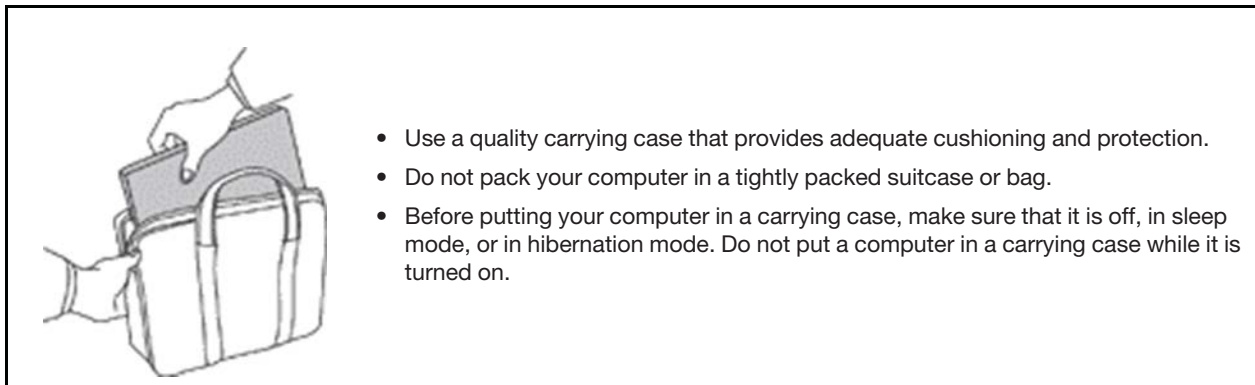 • Use a quality carrying case that provides adequate cushioning and protection.
• Do not pack your computer in a tightly packed suitcase or bag.
• Before putting your computer in a carrying case, make sure that it is off, in sleep
mode, or in hibernation mode. Do not put a computer in a carrying case while it is
turned on.